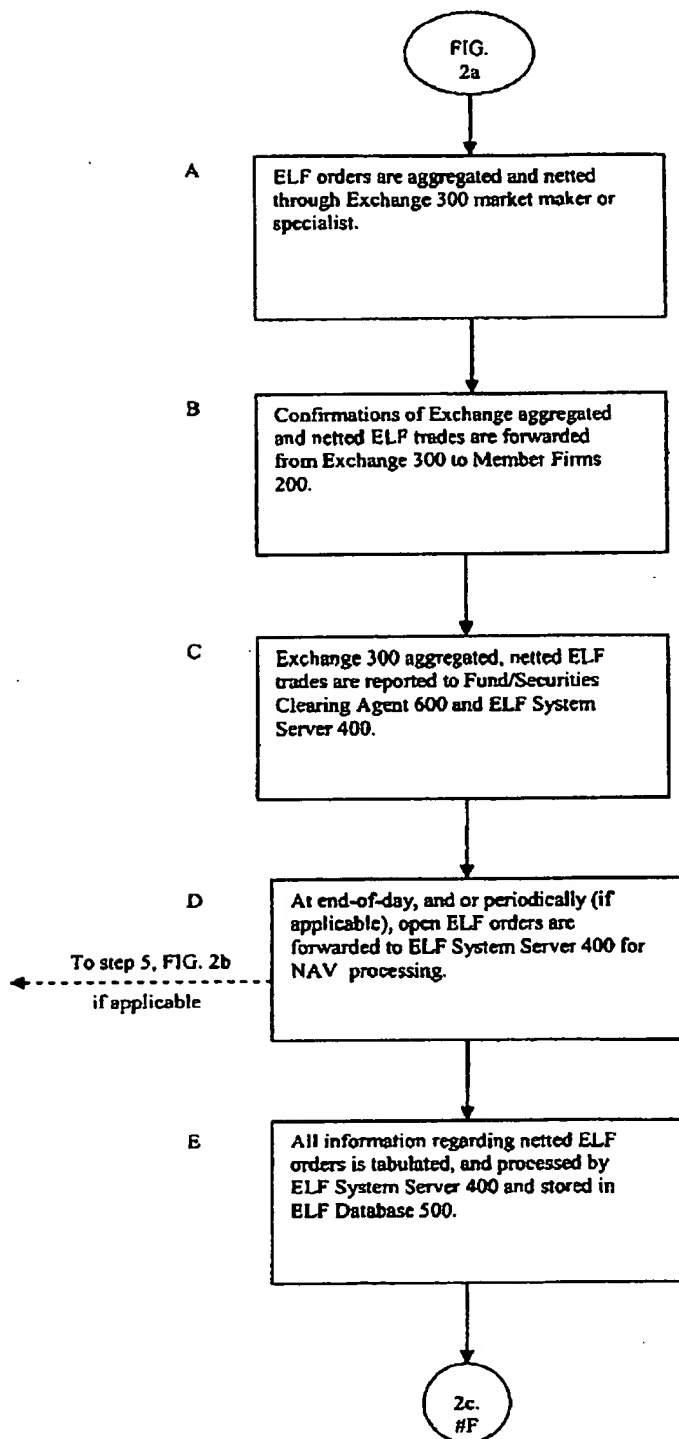 FIG.
2a
A
ELF orders are aggregated and netted
through Exchange 300 market maker or
specialist.
B
Confirmations of Exchange aggregated
and netted ELF trades are forwarded
from Exchange 300 to Member Firms
200.
C
Exchange 300 aggregated, netted ELF
trades are reported to Fund/Securities
Clearing Agent 600 and ELF System
Server 400.
D
At end-of-day, and or periodically (if
applicable), open ELF orders are
forwarded to ELF System Server 400 for
NAV processing.
To step 5, FIG. 2b
if applicable
E
All information regarding netted ELF
orders is tabulated, and processed by
ELF System Server 400 and stored in
ELF Database 500.
2c.
#F